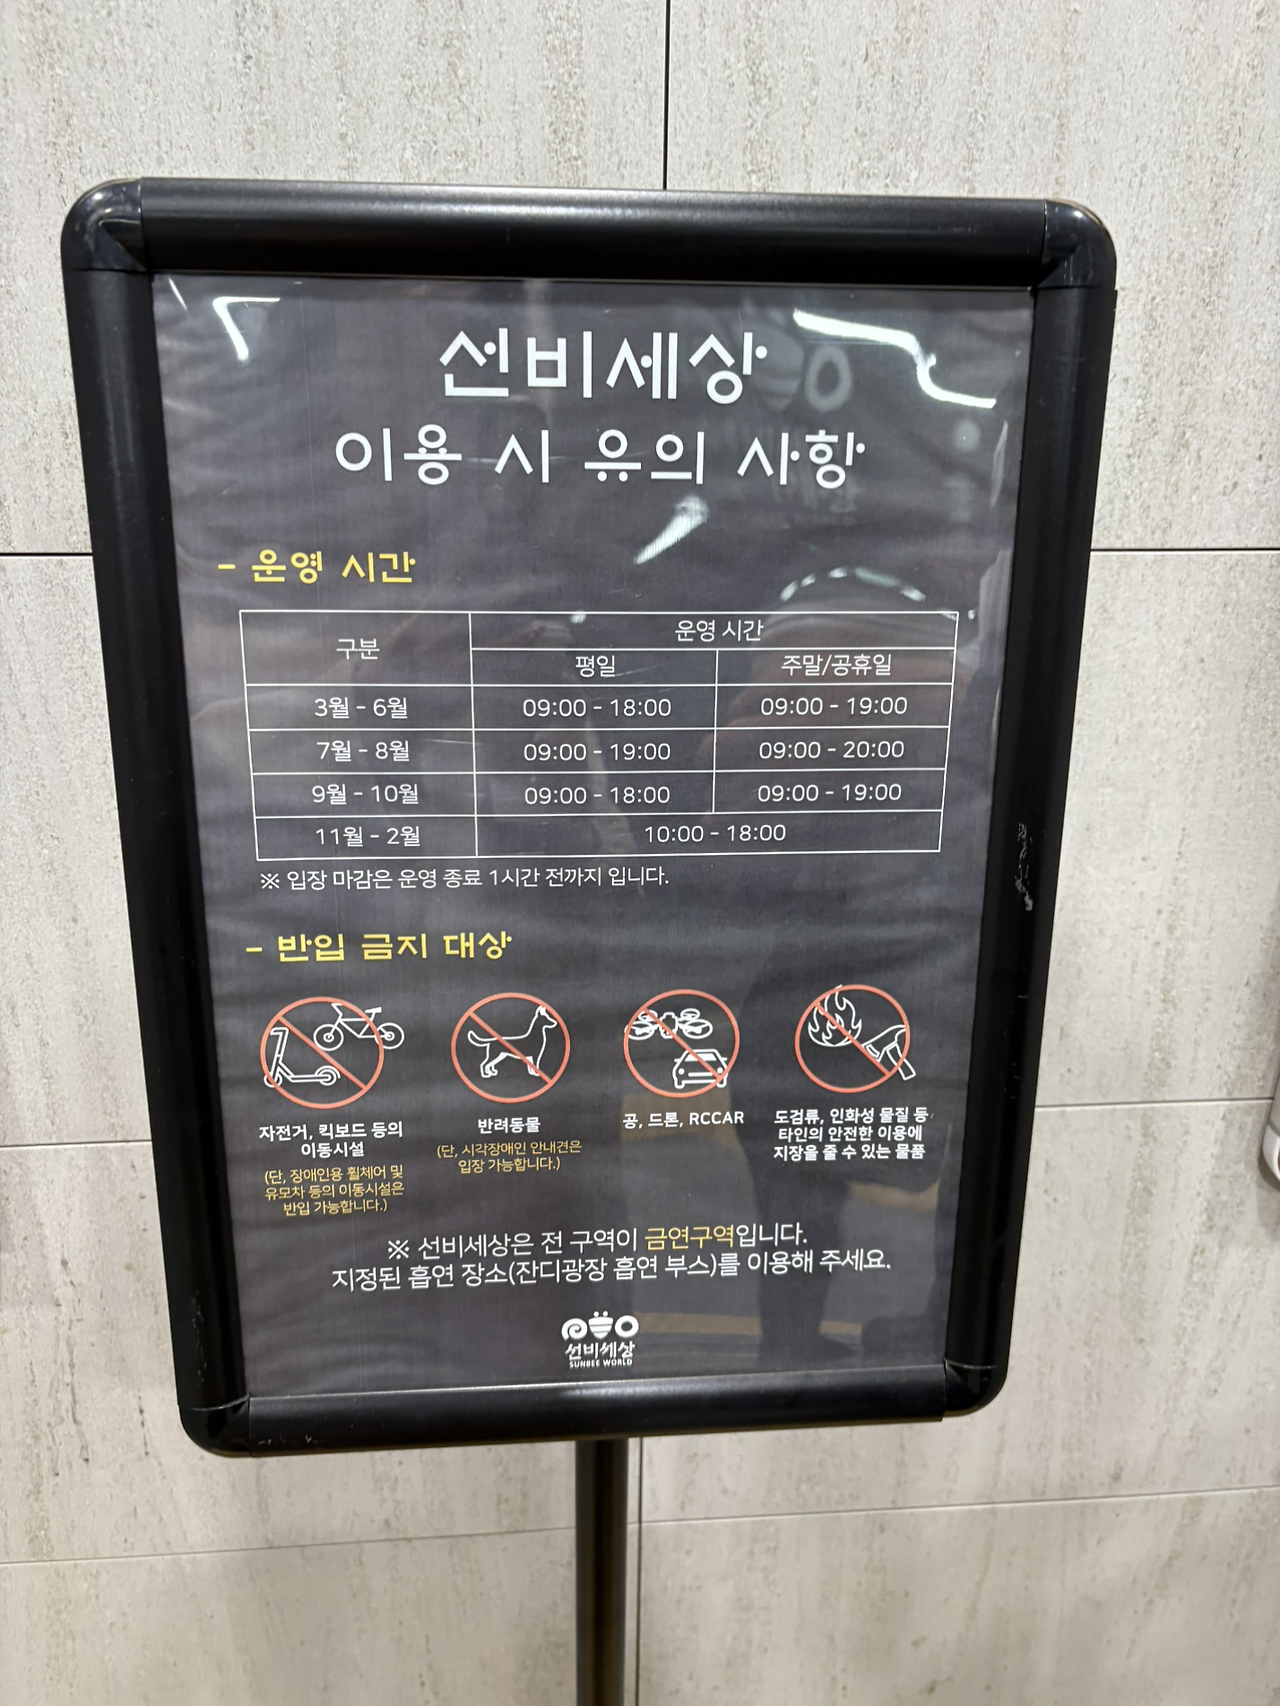 선비세상
이용 시 유의 사항
- 운영 시간
구분
운영 시간
평일
주말/공휴일
3월 - 6월
09:00 - 18:00
09:00 - 19:00
7월 - 8월
09:00 - 19:00
09:00 - 20:00
9월 - 10월
09:00 - 18:00
09:00 - 19:00
11월 - 2월
10:00 - 18:00
※ 입장 마감은 운영 종료 1시간 전까지 입니다.
- 반입 금지 대상
자전거, 킥보드 등의
이동시설
(단, 장애인용 휠체어 및
유모차 등의 이동시설은
반입 가능합니다.)
반려동물
(단, 시각장애인 안내견은
입장 가능합니다.)
공, 드론, RCCAR
도검류, 인화성 물질 등
타인의 안전한 이용에
지장을 줄 수 있는 물품
※ 선비세상은 전 구역이 금연구역입니다.
지정된 흡연 장소(잔디광장 흡연 부스)를 이용해 주세요.
선비세상
SUNBEE WORLD